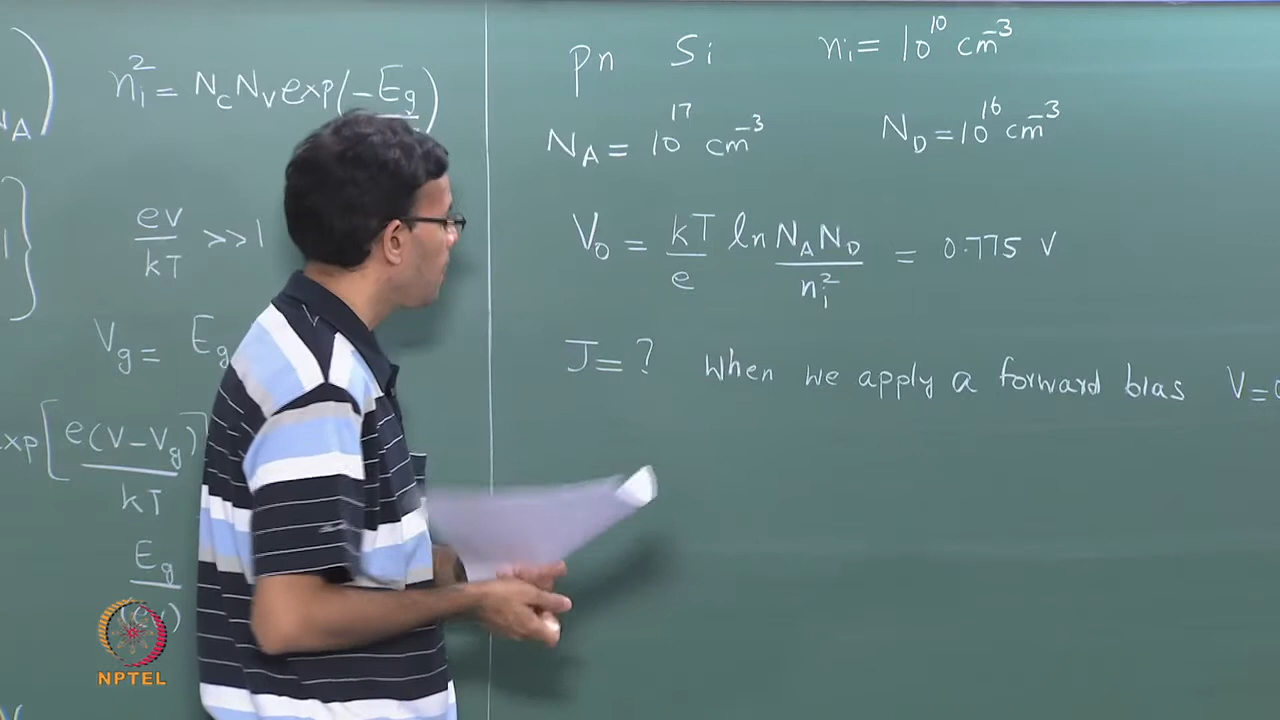 N_A)
n_i^2 = N_C N_V exp(-E_g
eV/kT >> 1
V_g = E_g
exp[e(V-V_g)/kT
E_g
(eV)
pn Si n_i = 10^10 cm^-3
N_A = 10^17 cm^-3 N_D = 10^16 cm^-3
V_0 = kT/e ln N_A N_D/n_i^2 = 0.775 V
J = ? When we apply a forward bias V=
NPTEL